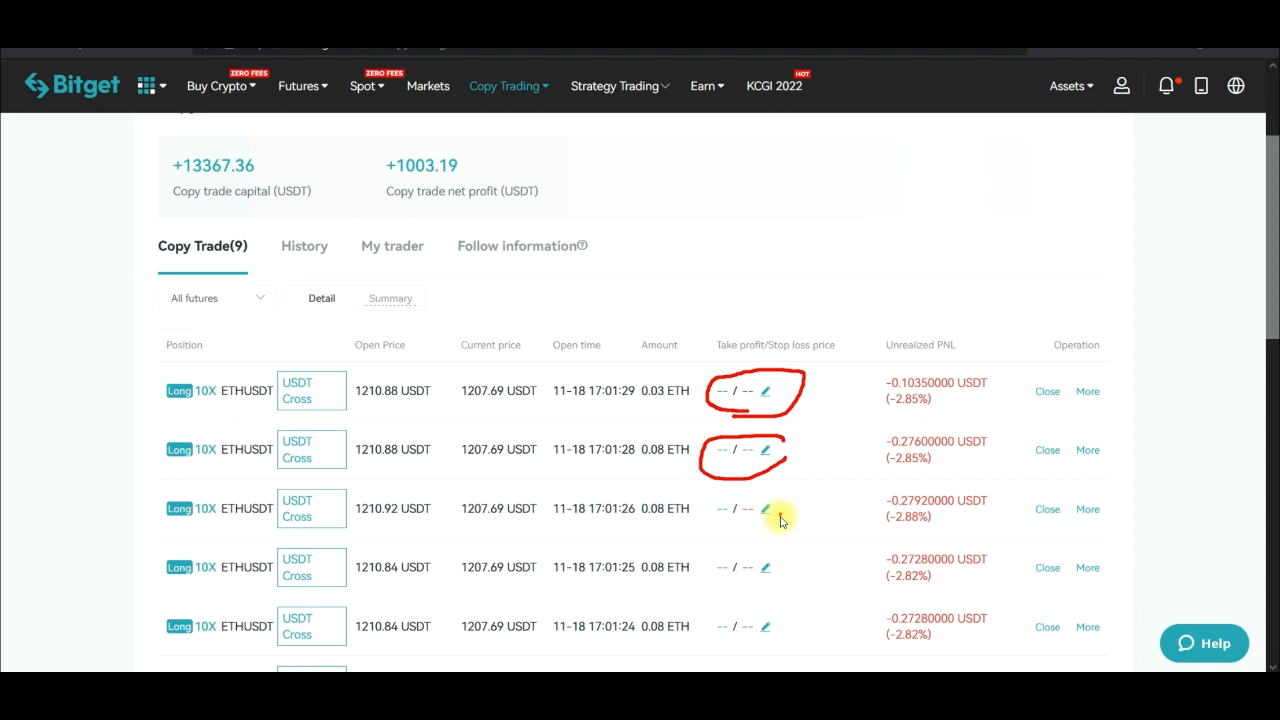 Bitget
Buy Crypto ZERO FEES Futures Spot ZERO FEES Markets Copy Trading Strategy Trading Earn KCGI 2022 HOT Assets
+13367.36 +1003.19
Copy trade capital (USDT) Copy trade net profit (USDT)
Copy Trade(9) History My trader Follow information
All futures Detail Summary
Position Open Price Current price Open time Amount Take profit/Stop loss price Unrealized PNL Operation
Long 10X ETHUSDT USDT Cross 1210.88 USDT 1207.69 USDT 11-18 17:01:29 0.03 ETH -- / -- -0.10350000 USDT (-2.85%) Close More
Long 10X ETHUSDT USDT Cross 1210.88 USDT 1207.69 USDT 11-18 17:01:28 0.08 ETH -- / -- -0.27600000 USDT (-2.85%) Close More
Long 10X ETHUSDT USDT Cross 1210.92 USDT 1207.69 USDT 11-18 17:01:26 0.08 ETH -- / -- -0.27920000 USDT (-2.88%) Close More
Long 10X ETHUSDT USDT Cross 1210.84 USDT 1207.69 USDT 11-18 17:01:25 0.08 ETH -- / -- -0.27280000 USDT (-2.82%) Close More
Long 10X ETHUSDT USDT Cross 1210.84 USDT 1207.69 USDT 11-18 17:01:24 0.08 ETH -- / -- -0.27280000 USDT (-2.82%) Close More
Help